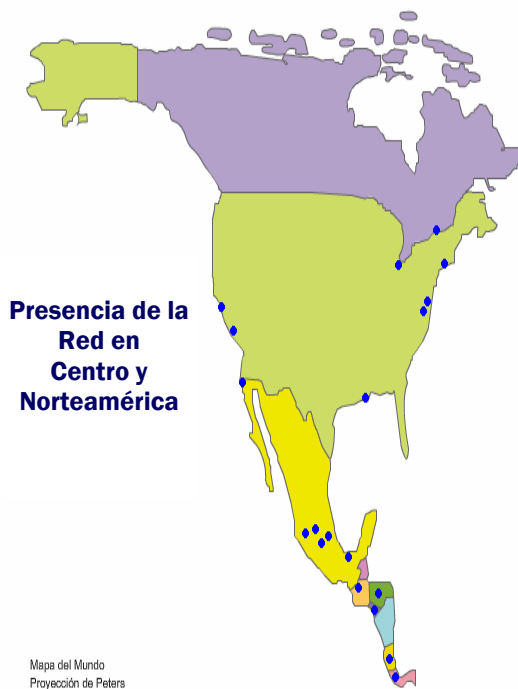 Presencia de la
Red en
Centro y
Norteamérica
Mapa del Mundo
Proyección de Peters